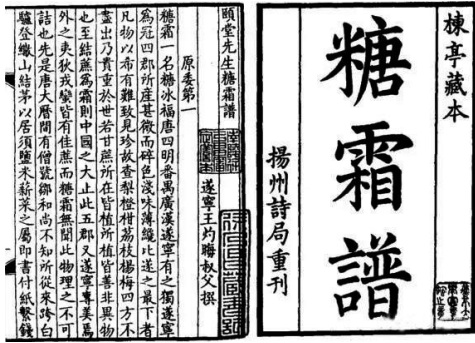 楝亭藏本
糖霜譜
揚州詩局重刊
頤堂先生糖霜譜
遂寧王灼晦叔父撰
原委第一
糖霜一名糖冰福唐四明番禺廣漢遂寧有之獨遂寧
為冠四郡所產甚微而碎色淺味薄纔比遂之最下者
凡物以希有難致見珍故查梨橙柑荔枝楊梅四方不
盡出乃貴重於世若甘蔗所在皆植所植皆善非異物
也至結蔗為霜則中國之大止此五郡又遂寧專美焉
外之夷狄戎蠻皆有佳蔗而糖霜無聞此物理之不可
詰也先是唐大曆間有僧號鄒和尚不知所從來跨白
驢登繖山結茅以居須鹽米薪菜之屬即書付紙繫錢